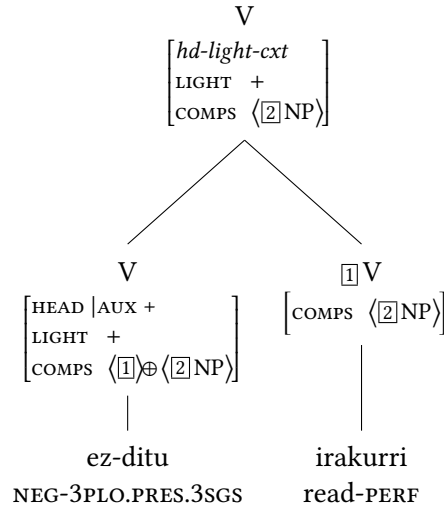 V
hd-light-cxt
LIGHT +
COMPS ⟨[2]NP⟩
V
HEAD |AUX +
LIGHT +
COMPS ⟨[1]⟩⊕⟨[2]NP⟩
[1]V
COMPS ⟨[2]NP⟩
ez-ditu
NEG-3PLO.PRES.3SGS
irakurri
read-PERF